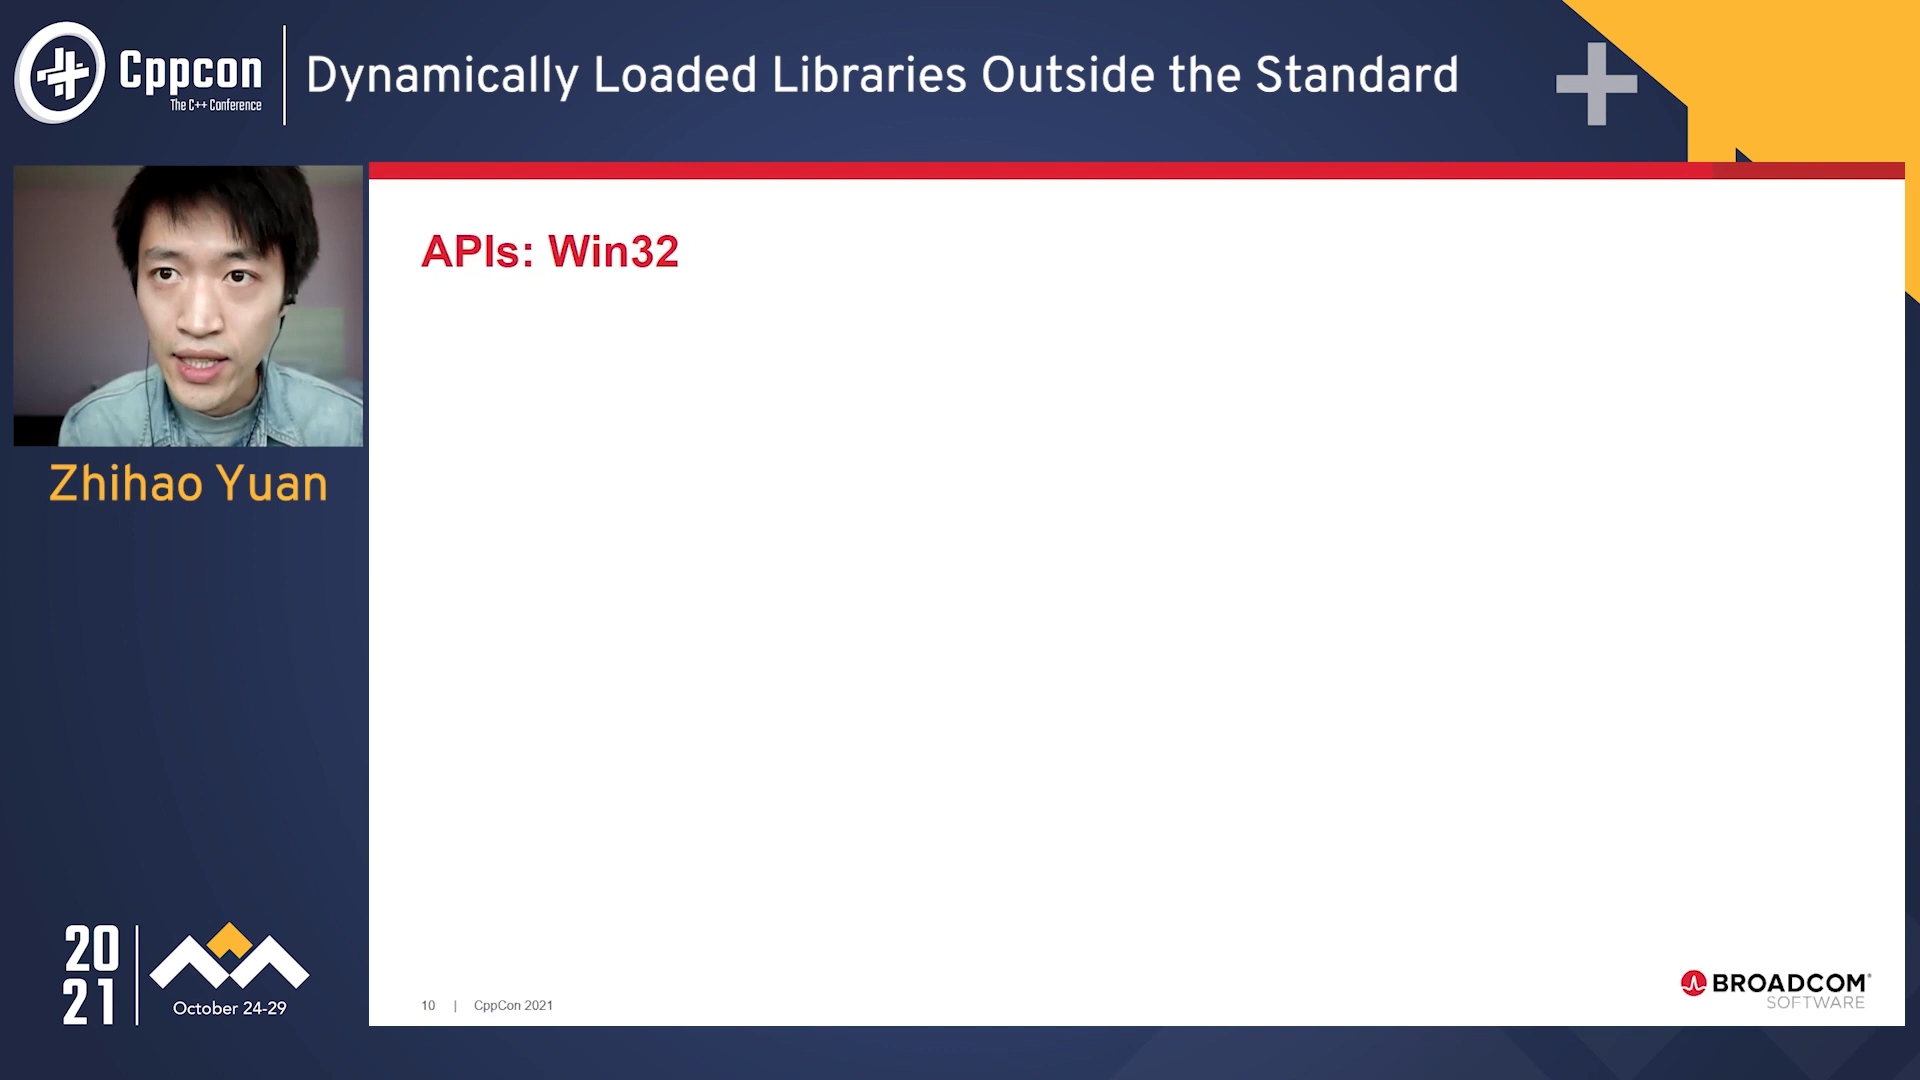 Cppcon
The C++ Conference
Dynamically Loaded Libraries Outside the Standard
Zhihao Yuan
APIs: Win32
20
21
October 24-29
10 | CppCon 2021
BROADCOM®
SOFTWARE